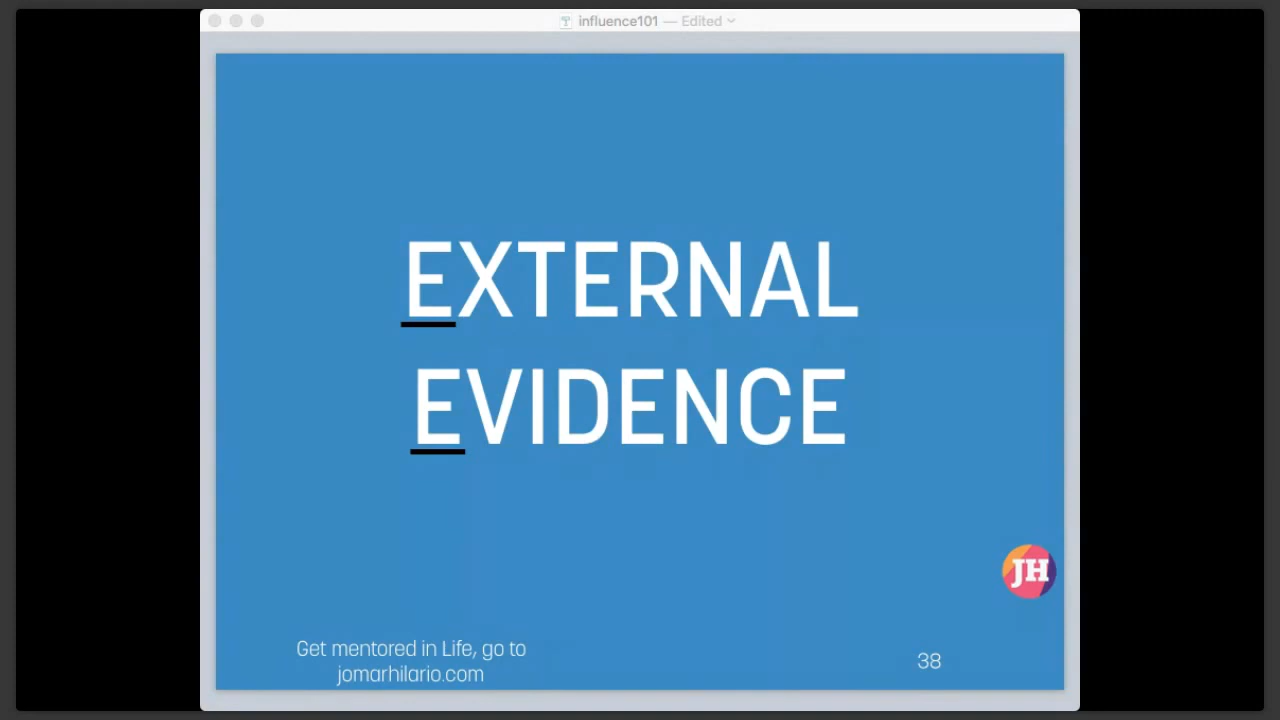 influence101 — Edited
EXTERNAL
EVIDENCE
JH
Get mentored in Life, go to
jomarhilario.com
38